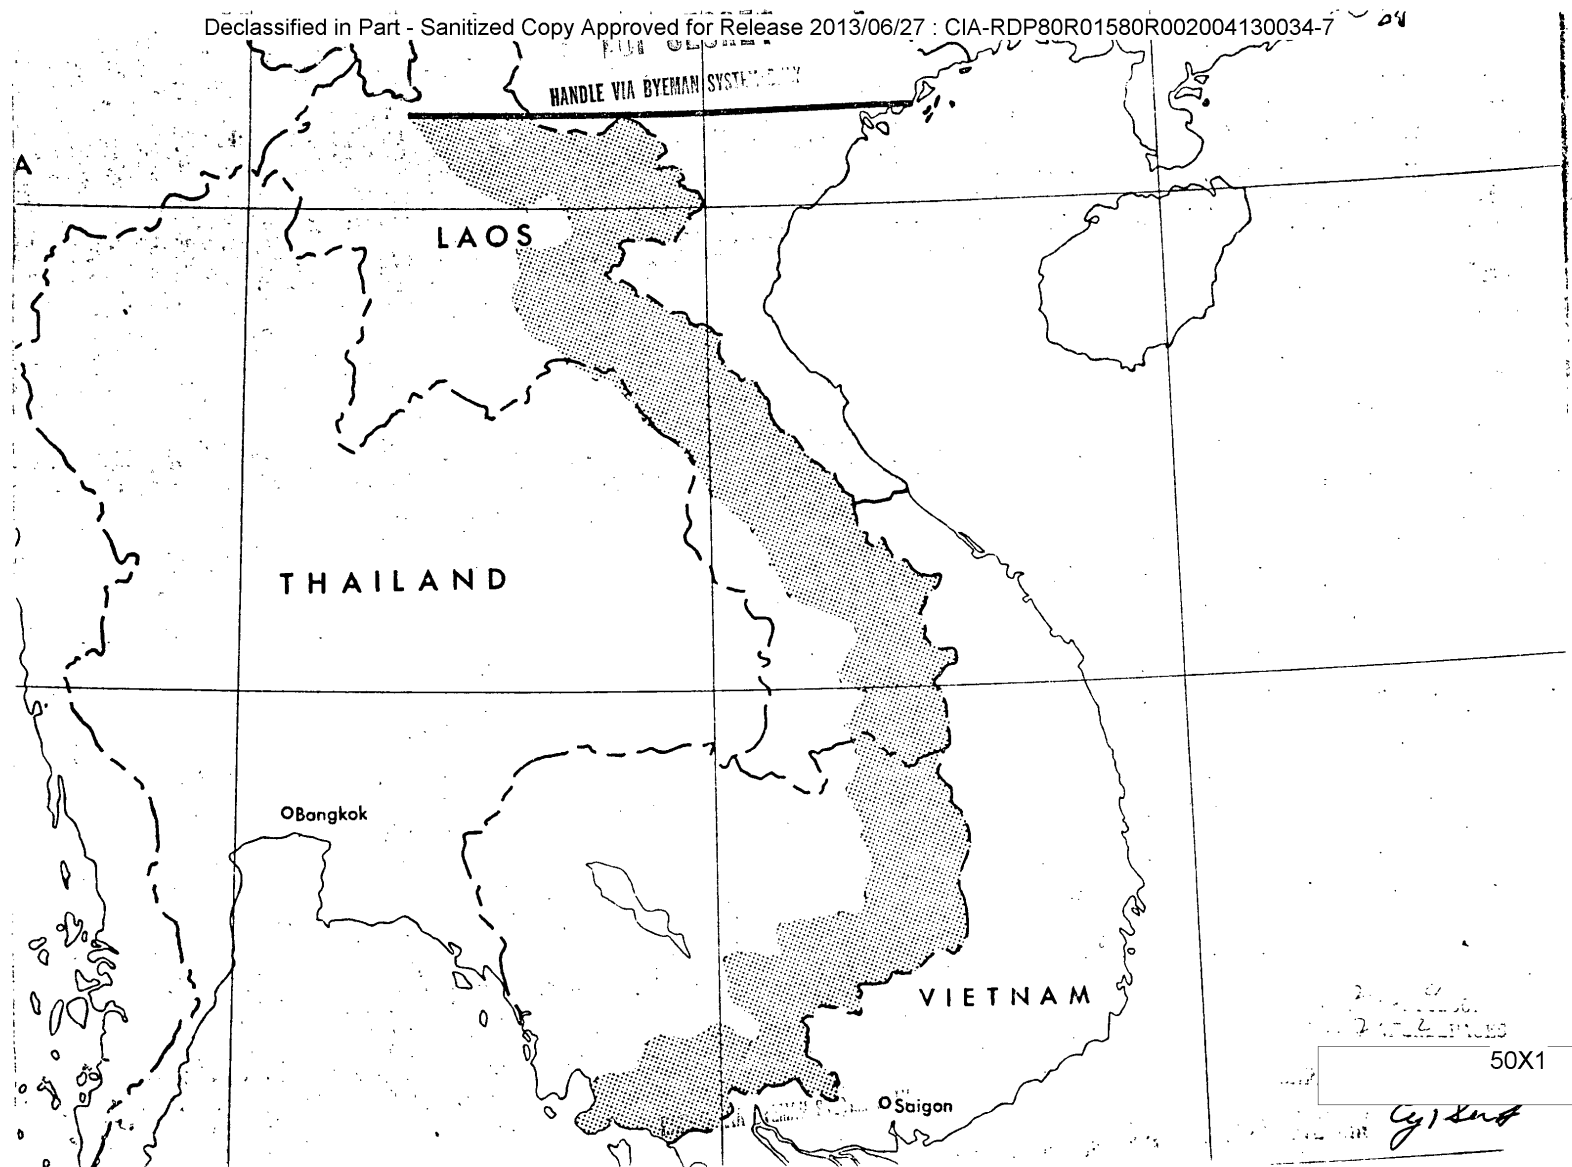 Declassified in Part - Sanitized Copy Approved for Release 2013/06/27 : CIA-RDP80R01580R002004130034-7
HANDLE VIA BYEMAN SYSTEM
A
LAOS
THAILAND
Bangkok
VIETNAM
50X1
Saigon